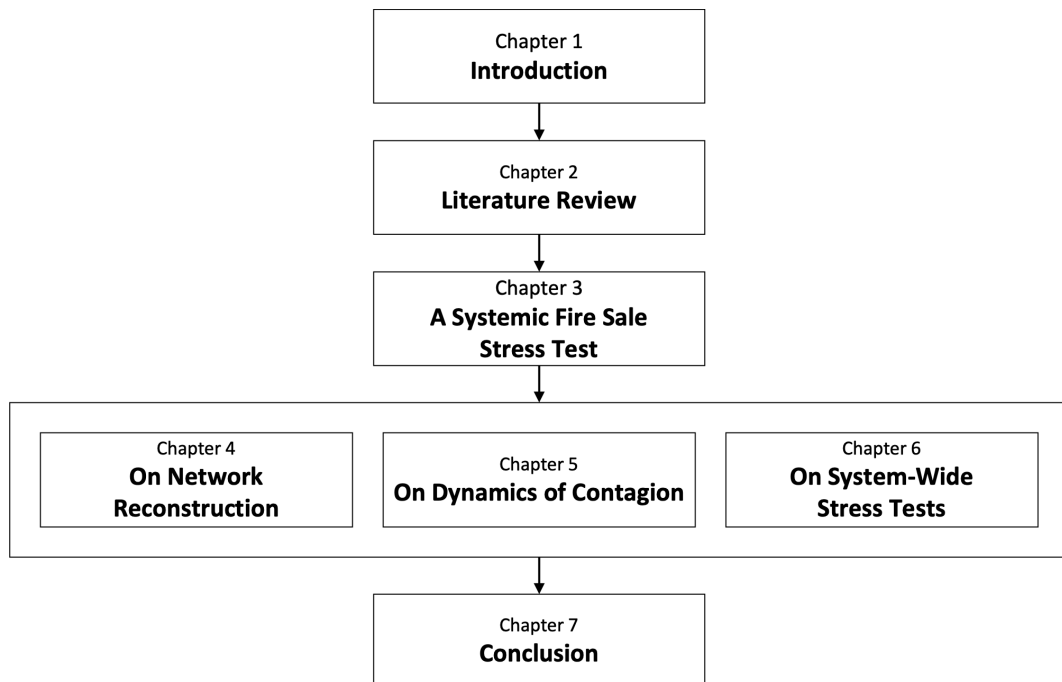 Chapter 1
Introduction
Chapter 2
Literature Review
Chapter 3
A Systemic Fire Sale
Stress Test
Chapter 4
On Network
Reconstruction
Chapter 5
On Dynamics of Contagion
Chapter 6
On System-Wide
Stress Tests
Chapter 7
Conclusion